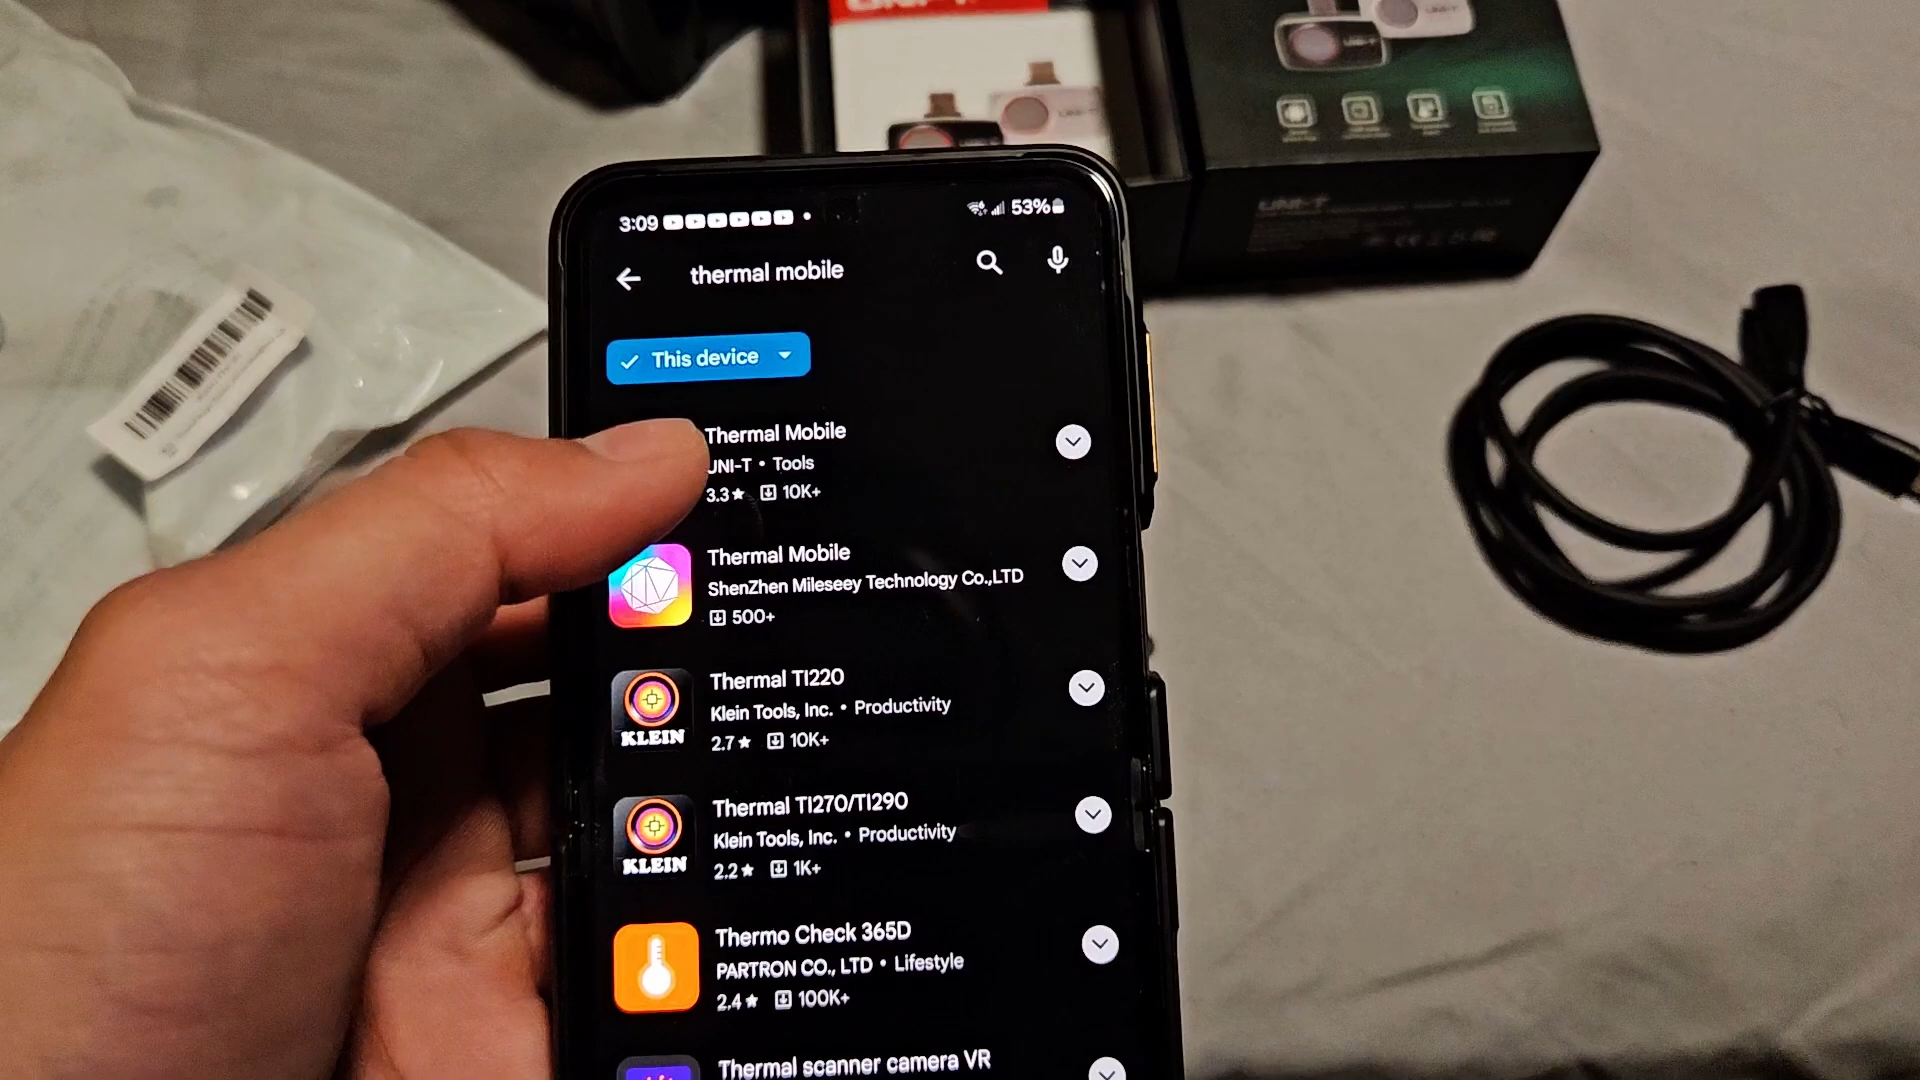 UNI-T
UNI-T
3:09
53%
thermal mobile
This device
Thermal Mobile
UNI-T • Tools
3.3★ 10K+
Thermal Mobile
ShenZhen Mileseey Technology Co.,LTD
500+
KLEIN
Thermal TI220
Klein Tools, Inc. • Productivity
2.7★ 10K+
KLEIN
Thermal TI270/TI290
Klein Tools, Inc. • Productivity
2.2★ 1K+
Thermo Check 365D
PARTRON CO., LTD • Lifestyle
2.4★ 100K+
Thermal scanner camera VR